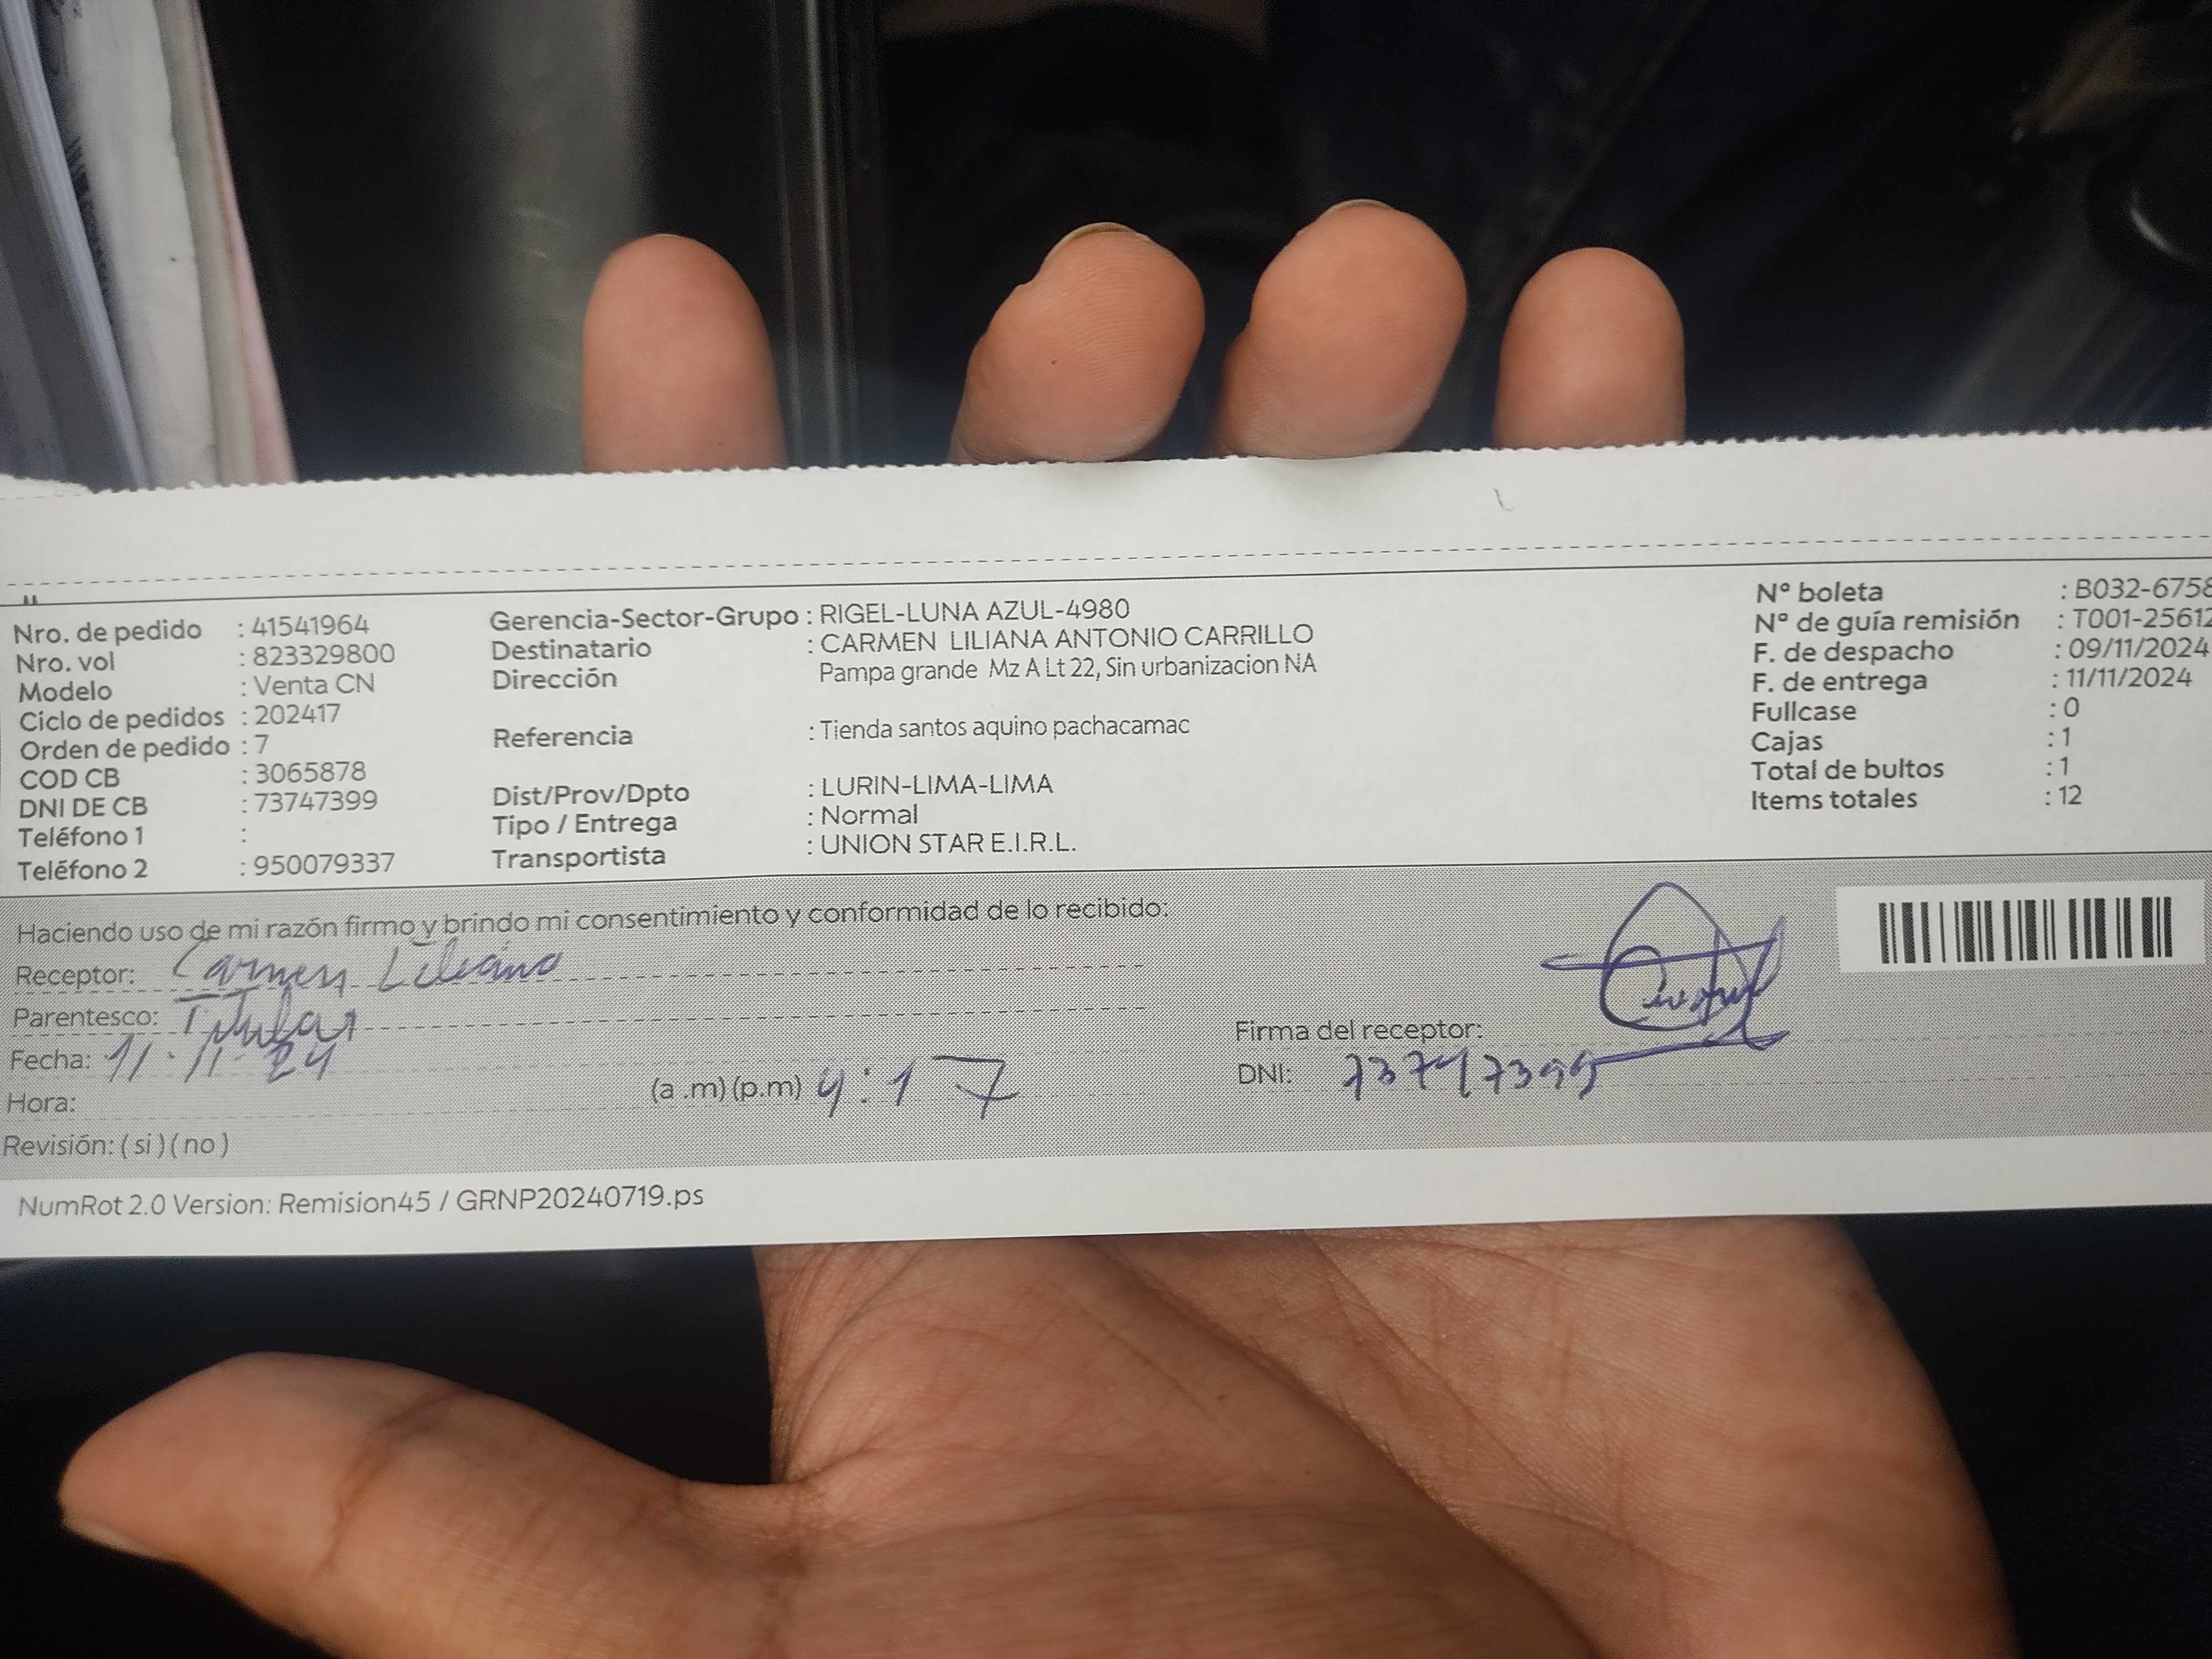 Nro. de pedido : 41541964
Nro. vol : 823329800
Modelo : Venta CN
Ciclo de pedidos : 202417
Orden de pedido : 7
COD CB : 3065878
DNI DE CB : 73747399
Teléfono 1 :
Teléfono 2 : 950079337
Gerencia-Sector-Grupo : RIGEL-LUNA AZUL-4980
Destinatario : CARMEN LILIANA ANTONIO CARRILLO
Dirección Pampa grande Mz A Lt 22, Sin urbanizacion NA
Referencia : Tienda santos aquino pachacamac
Dist/Prov/Dpto : LURIN-LIMA-LIMA
Tipo / Entrega : Normal
Transportista : UNION STAR E.I.R.L.
Nº boleta : B032-6758
Nº de guía remisión : T001-25612
F. de despacho : 09/11/2024
F. de entrega : 11/11/2024
Fullcase : 0
Cajas : 1
Total de bultos : 1
Items totales : 12
Haciendo uso de mi razón firmo y brindo mi consentimiento y conformidad de lo recibido:
Receptor: Carmen Liliana
Parentesco: Titular
Fecha: 11-11-24
Hora: (a .m) (p.m) 4:17
Revisión: ( si ) ( no )
Firma del receptor:
DNI: 73747399
NumRot 2.0 Version: Remision45 / GRNP20240719.ps